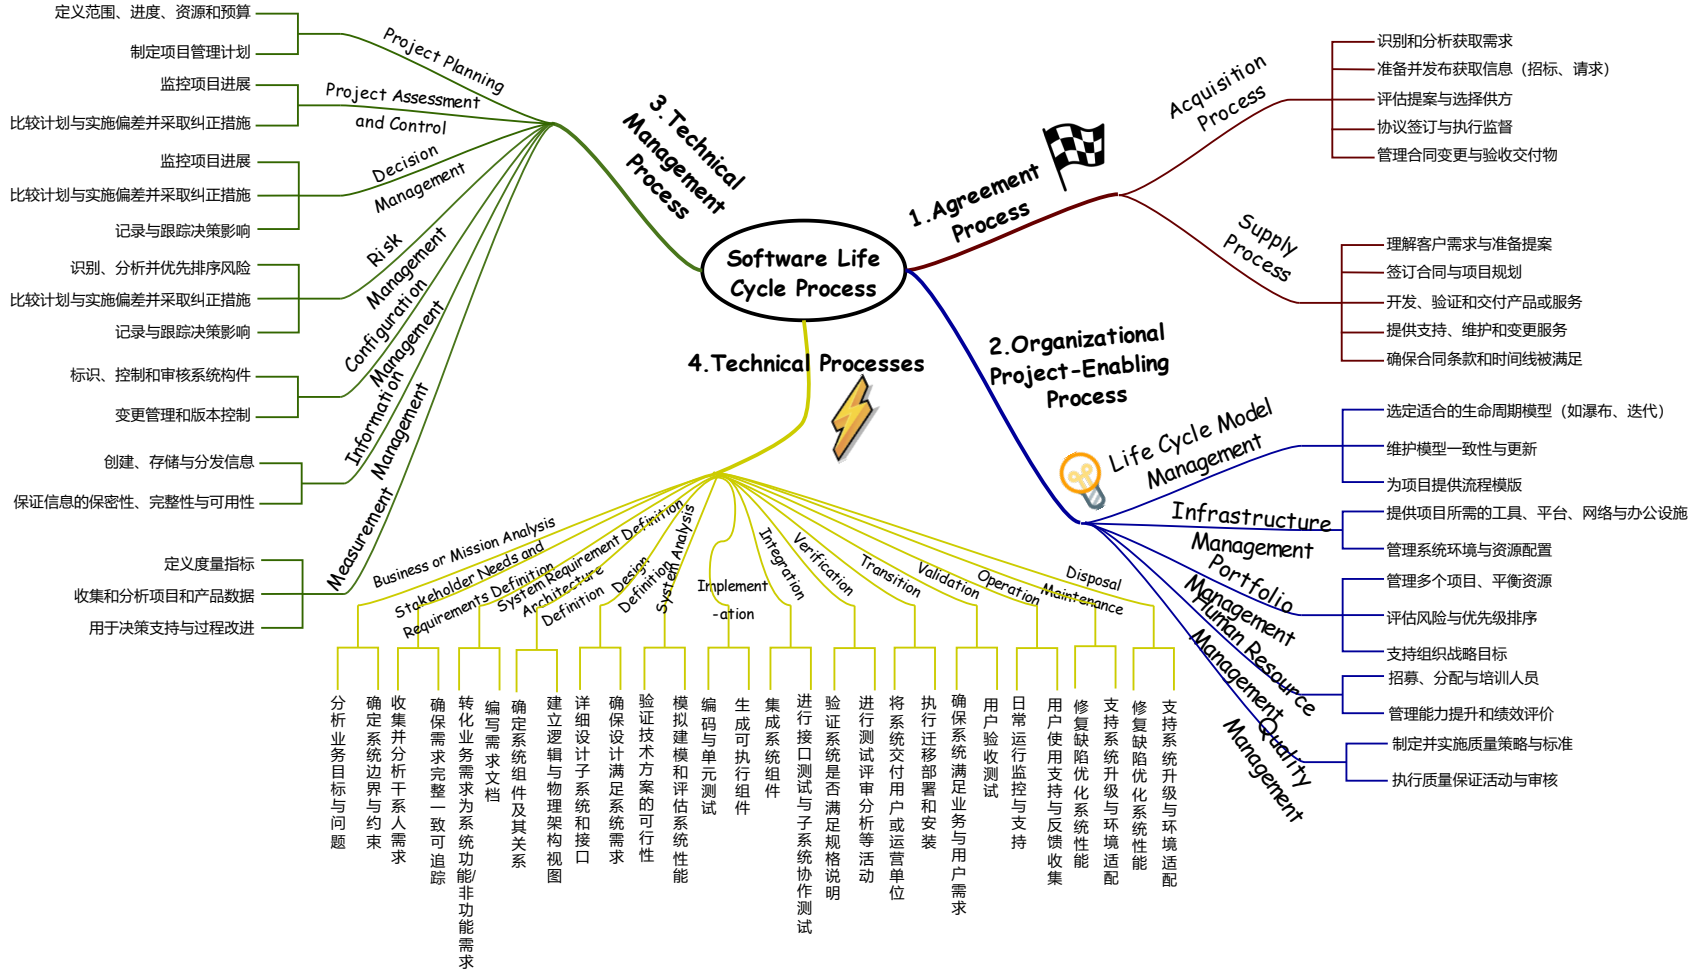 Software Life
Cycle Process
1.Agreement
Process
Acquisition
Process
识别和分析获取需求
准备并发布获取信息（招标、请求）
评估提案与选择供方
协议签订与执行监督
管理合同变更与验收交付物
Supply
Process
理解客户需求与准备提案
签订合同与项目规划
开发、验证和交付产品或服务
提供支持、维护和变更服务
确保合同条款和时间线被满足
2.Organizational
Project-Enabling
Process
Life Cycle Model
Management
选定适合的生命周期模型（如瀑布、迭代）
维护模型一致性与更新
为项目提供流程模版
Infrastructure
Management
提供项目所需的工具、平台、网络与办公设施
管理系统环境与资源配置
Portfolio
Management
管理多个项目、平衡资源
评估风险与优先级排序
支持组织战略目标
Human Resource
Management
招募、分配与培训人员
管理能力提升和绩效评价
Quality
Management
制定并实施质量策略与标准
执行质量保证活动与审核
3.Technical
Management
Process
Project Planning
定义范围、进度、资源和预算
制定项目管理计划
Project Assessment
and Control
监控项目进展
比较计划与实施偏差并采取纠正措施
Decision
Management
监控项目进展
比较计划与实施偏差并采取纠正措施
记录与跟踪决策影响
Risk
Management
识别、分析并优先排序风险
比较计划与实施偏差并采取纠正措施
记录与跟踪决策影响
Configuration
Management
标识、控制和审核系统构件
变更管理和版本控制
Information
Management
创建、存储与分发信息
保证信息的保密性、完整性与可用性
Measurement
定义度量指标
收集和分析项目和产品数据
用于决策支持与过程改进
4.Technical Processes
Business or Mission Analysis
分析业务目标与问题
确定系统边界与约束
Stakeholder Needs and
Requirements Definition
收集并分析干系人需求
确保需求完整一致可追踪
System Requirement Definition
转化业务需求为系统功能/非功能需求
编写需求文档
Architecture
Definition
确定系统组件及其关系
建立逻辑与物理架构视图
Design
Definition
详细设计子系统和接口
确保设计满足系统需求
System Analysis
验证技术方案的可行性
模拟建模和评估系统性能
Implement
-ation
编码与单元测试
生成可执行组件
Integration
集成系统组件
进行接口测试与子系统协作测试
Verification
验证系统是否满足规格说明
进行测试评审分析等活动
Transition
将系统交付用户或运营单位
执行迁移部署和安装
Validation
确保系统满足业务与用户需求
用户验收测试
Operation
日常运行监控与支持
用户使用支持与反馈收集
Maintenance
修复缺陷优化系统性能
支持系统升级与环境适配
Disposal
修复缺陷优化系统性能
支持系统升级与环境适配